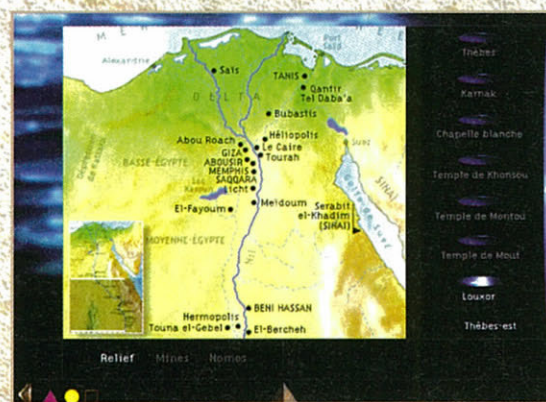 Alexandrie
Port
Saïd
Saïs
TANIS
Qantir
Tel Daba'a
DELTA
Bubastis
Héliopolis
Abou Roach
Le Caire
GIZA
Tourah
ABOUSIR
BASSE-ÉGYPTE
MEMPHIS
SAQQARA
Licht
Suez
SINAÏ
Golfe de Suez
Meïdoum
El-Fayoum
Serabit
el-Khadim
(SINAÏ)
MOYENNE-ÉGYPTE
BENI HASSAN
Hermopolis
Touna el-Gebel
El-Bercheh
Relief Mines Nomes
Thèbes
Karnak
Chapelle blanche
Temple de Khonsou
Temple de Montou
Temple de Mout
Louxor
Thèbes-est